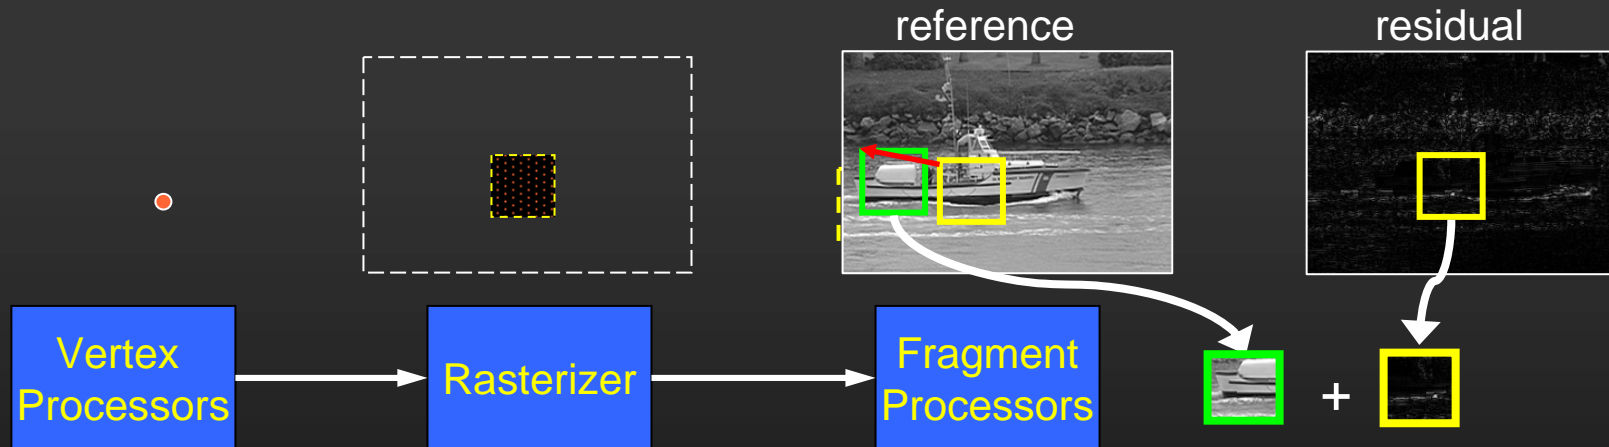 reference
residual
Vertex
Processors
Rasterizer
Fragment
Processors
+